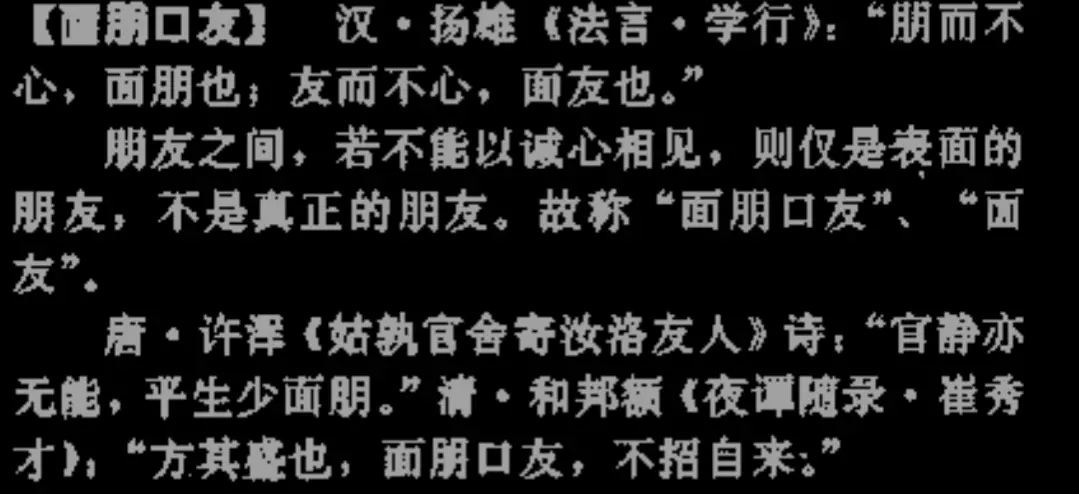 【面朋口友】 汉·扬雄《法言·学行》：“朋而不
心，面朋也；友而不心，面友也。”
朋友之间，若不能以诚心相见，则仅是表面的
朋友，不是真正的朋友。故称“面朋口友”、“面
友”。
唐·许浑《姑孰官舍寄汝洛友人》诗：“官静亦
无能，平生少面朋。”清·和邦额《夜谭随录·崔秀
才》：“方其盛也，面朋口友，不招自来。”